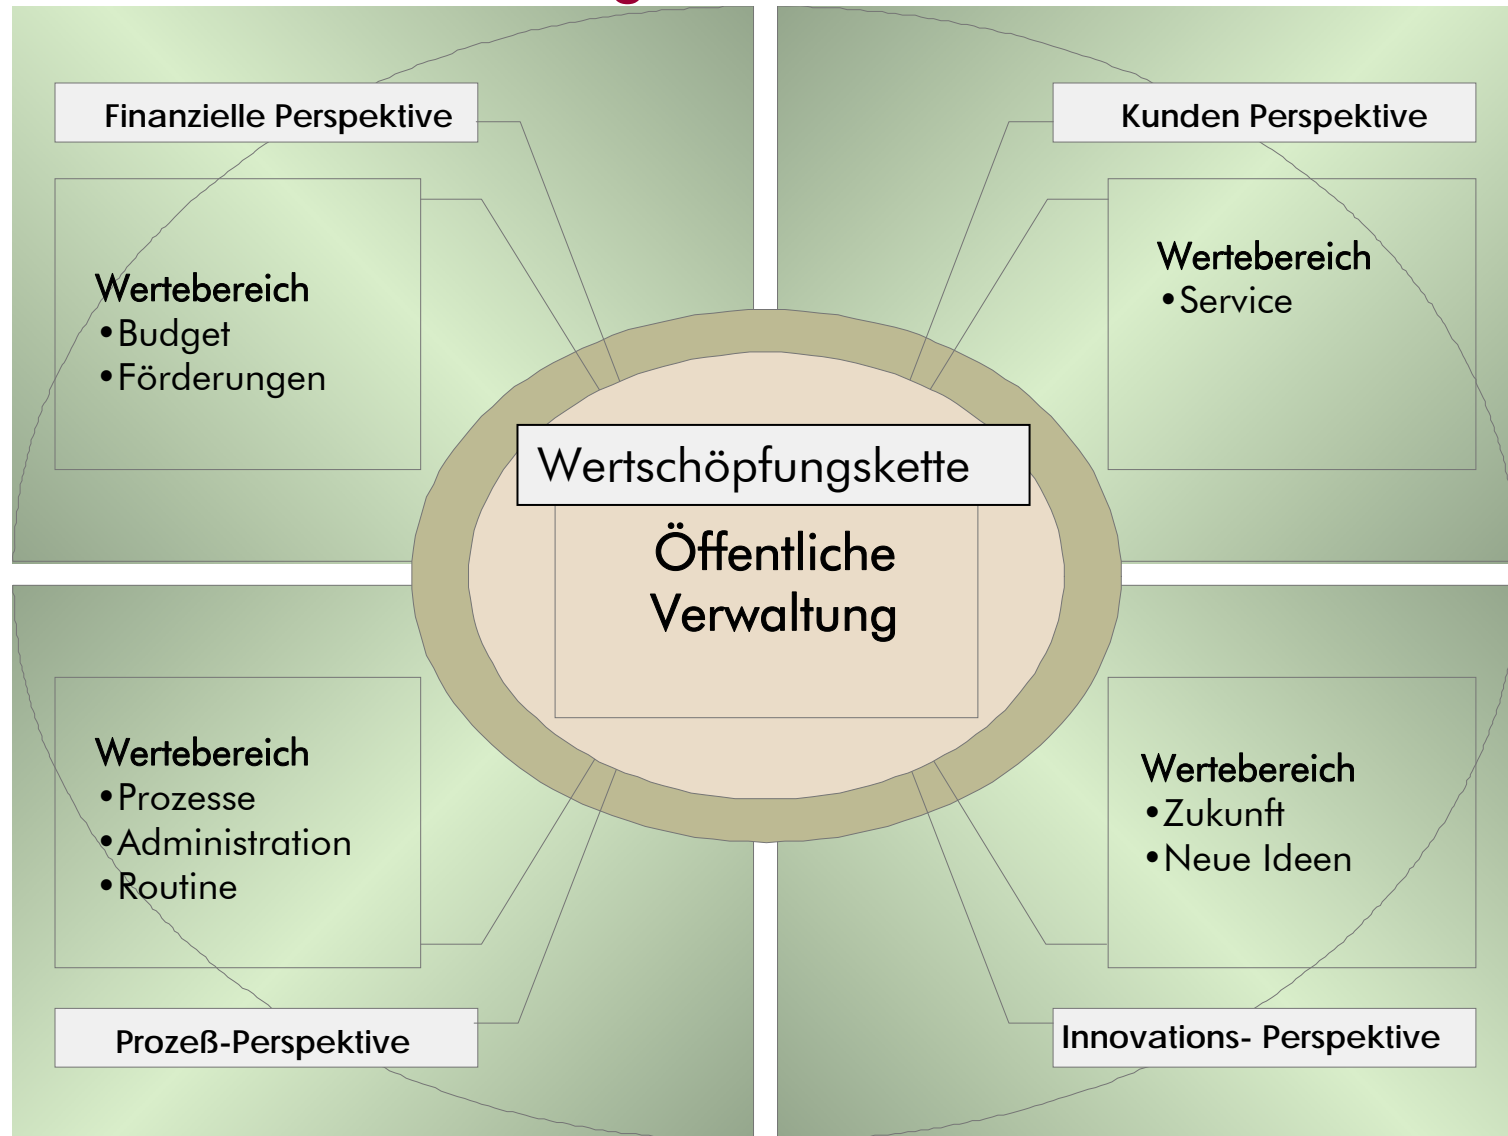 Finanzielle Perspektive
Wertebereich
•Budget
•Förderungen
Kunden Perspektive
Wertebereich
•Service
Wertschöpfungskette
Öffentliche
Verwaltung
Wertebereich
•Prozesse
•Administration
•Routine
Prozeß-Perspektive
Wertebereich
•Zukunft
•Neue Ideen
Innovations- Perspektive